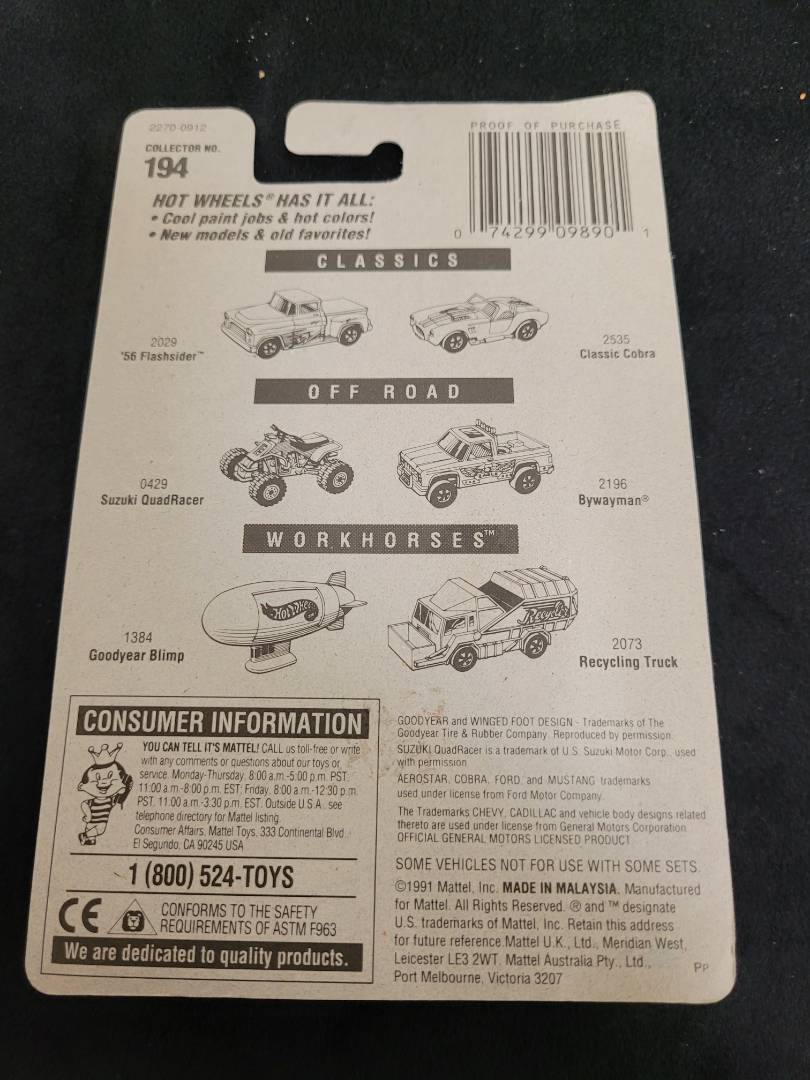 2270-0912
COLLECTOR NO.
194
PROOF OF PURCHASE
0 74299 09890 1
HOT WHEELS® HAS IT ALL:
• Cool paint jobs & hot colors!
• New models & old favorites!
CLASSICS
2029
'56 Flashsider™
2535
Classic Cobra
OFF ROAD
0429
Suzuki QuadRacer
2196
Bywayman®
WORKHORSES™
Hot Wheels
Recycler
1384
Goodyear Blimp
2073
Recycling Truck
CONSUMER INFORMATION
YOU CAN TELL IT'S MATTEL! CALL us toll-free or write
with any comments or questions about our toys or
service. Monday-Thursday, 8:00 a.m.-5:00 p.m. PST,
11:00 a.m.-8:00 p.m. EST; Friday, 8:00 a.m.-12:30 p.m.
PST, 11:00 a.m.-3:30 p.m. EST. Outside U.S.A., see
telephone directory for Mattel listing.
Consumer Affairs, Mattel Toys, 333 Continental Blvd.,
El Segundo, CA 90245 USA
1 (800) 524-TOYS
CE
CONFORMS TO THE SAFETY
REQUIREMENTS OF ASTM F963
We are dedicated to quality products.
GOODYEAR and WINGED FOOT DESIGN - Trademarks of The
Goodyear Tire & Rubber Company. Reproduced by permission.
SUZUKI QuadRacer is a trademark of U.S. Suzuki Motor Corp., used
with permission.
AEROSTAR, COBRA, FORD, and MUSTANG trademarks
used under license from Ford Motor Company.
The Trademarks CHEVY, CADILLAC and vehicle body designs related
thereto are used under license from General Motors Corporation.
OFFICIAL GENERAL MOTORS LICENSED PRODUCT
SOME VEHICLES NOT FOR USE WITH SOME SETS.
©1991 Mattel, Inc. MADE IN MALAYSIA. Manufactured
for Mattel. All Rights Reserved. ® and ™ designate
U.S. trademarks of Mattel, Inc. Retain this address
for future reference:Mattel U.K., Ltd., Meridian West,
Leicester LE3 2WT. Mattel Australia Pty., Ltd.,
Port Melbourne, Victoria 3207
PP